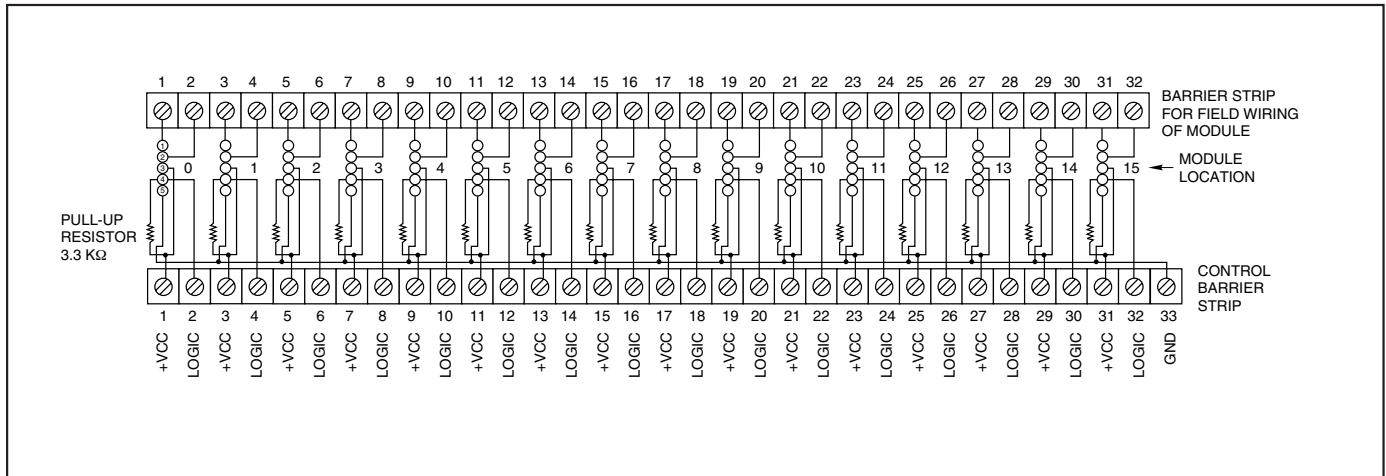 1 2 3 4 5 6 7 8 9 10 11 12 13 14 15 16 17 18 19 20 21 22 23 24 25 26 27 28 29 30 31 32
BARRIER STRIP
FOR FIELD WIRING
OF MODULE
1
2
3
4
5
0 1 2 3 4 5 6 7 8 9 10 11 12 13 14 15
MODULE
LOCATION
PULL-UP
RESISTOR
3.3 KΩ
CONTROL
BARRIER
STRIP
1 2 3 4 5 6 7 8 9 10 11 12 13 14 15 16 17 18 19 20 21 22 23 24 25 26 27 28 29 30 31 32 33
+VCC LOGIC +VCC LOGIC +VCC LOGIC +VCC LOGIC +VCC LOGIC +VCC LOGIC +VCC LOGIC +VCC LOGIC +VCC LOGIC +VCC LOGIC +VCC LOGIC +VCC LOGIC +VCC LOGIC +VCC LOGIC +VCC LOGIC +VCC LOGIC GND